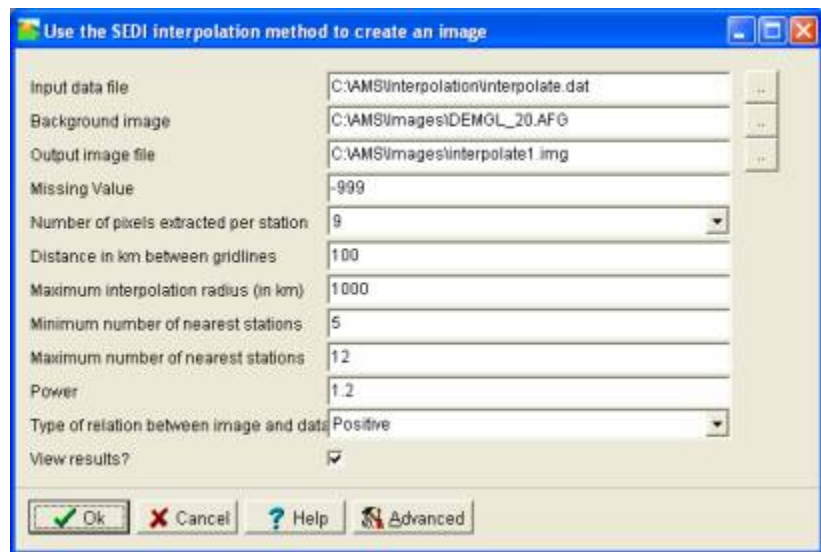 Use the SEDI interpolation method to create an image
Input data file C:\AMS\Interpolation\interpolate.dat ..
Background image C:\AMS\Images\DEMGL_20.AFG ..
Output image file C:\AMS\Images\interpolate1.img ..
Missing Value -999
Number of pixels extracted per station 9
Distance in km between gridlines 100
Maximum interpolation radius (in km) 1000
Minimum number of nearest stations 5
Maximum number of nearest stations 12
Power 1.2
Type of relation between image and data Positive
View results?
Ok Cancel ? Help Advanced